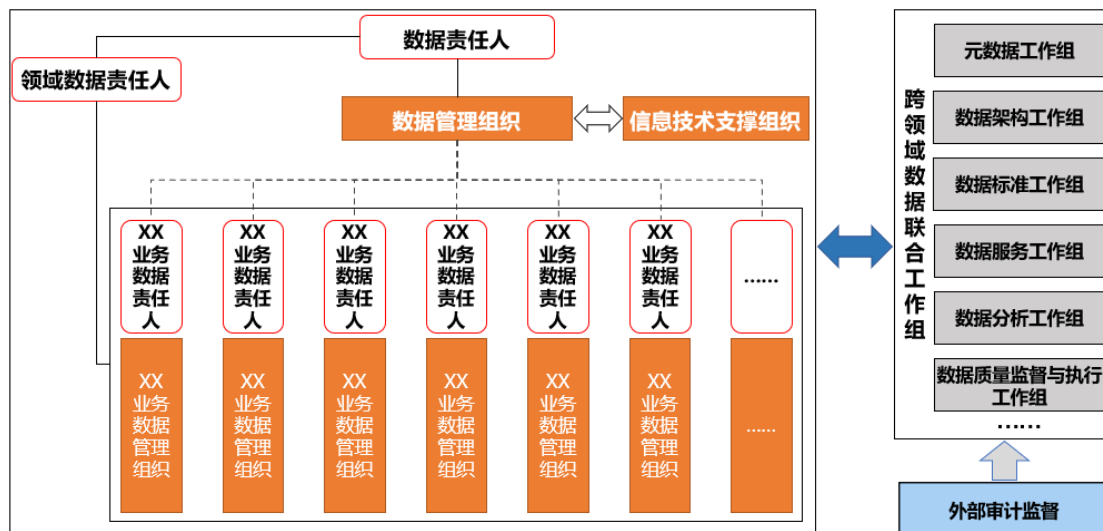 数据责任人
领域数据责任人
数据管理组织
信息技术支撑组织
XX
业务
数据
责任
人
XX
业务
数据
责任
人
XX
业务
数据
责任
人
XX
业务
数据
责任
人
XX
业务
数据
责任
人
XX
业务
数据
责任
人
……
XX
业务
数据
管理
组织
XX
业务
数据
管理
组织
XX
业务
数据
管理
组织
XX
业务
数据
管理
组织
XX
业务
数据
管理
组织
XX
业务
数据
管理
组织
……
跨领域数据联合工作组
元数据工作组
数据架构工作组
数据标准工作组
数据服务工作组
数据分析工作组
数据质量监督与执行
工作组
……
外部审计监督